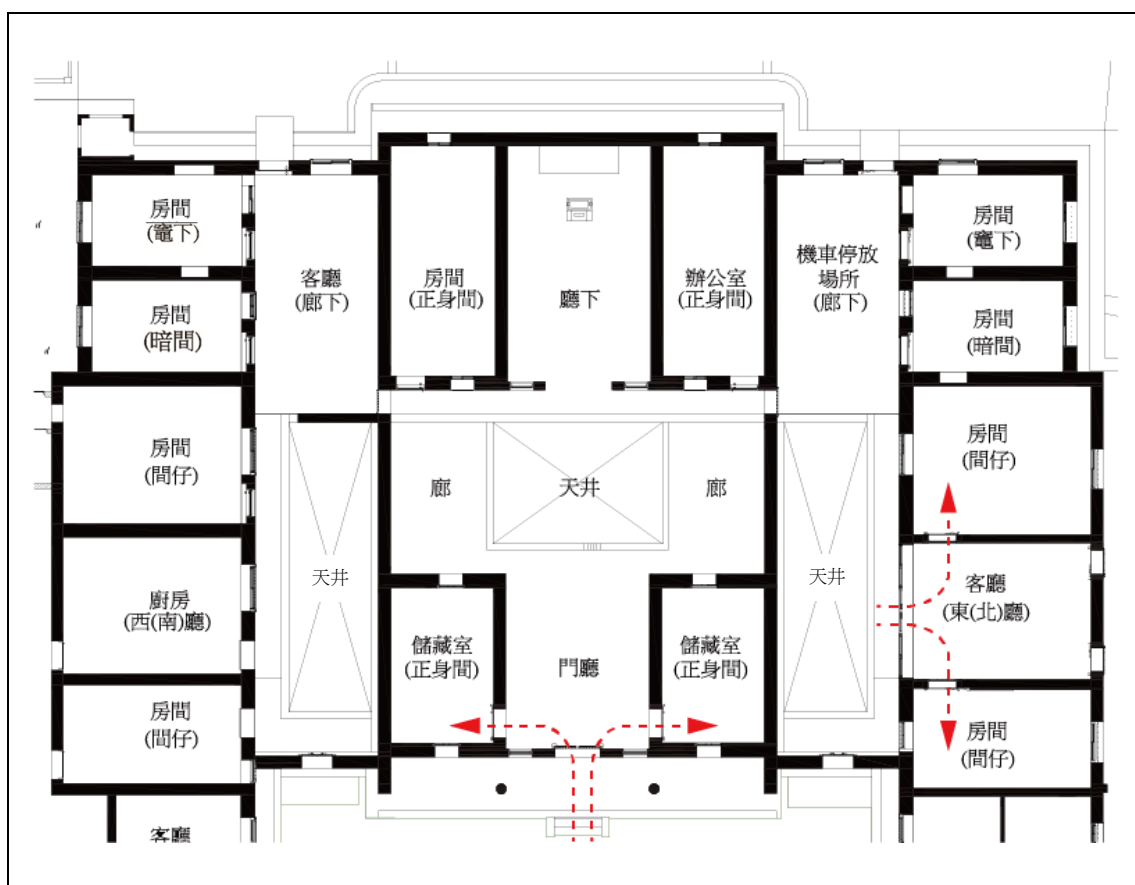 房間
(竈下)
客廳
(廊下)
房間
(正身間)
廳下
辦公室
(正身間)
機車停放
場所
(廊下)
房間
(竈下)
房間
(暗間)
房間
(暗間)
房間
(間仔)
廊
天井
廊
房間
(間仔)
天井
天井
廚房
(西(南)廳)
客廳
(東(北)廳)
儲藏室
(正身間)
門廳
儲藏室
(正身間)
房間
(間仔)
房間
(間仔)
客廳